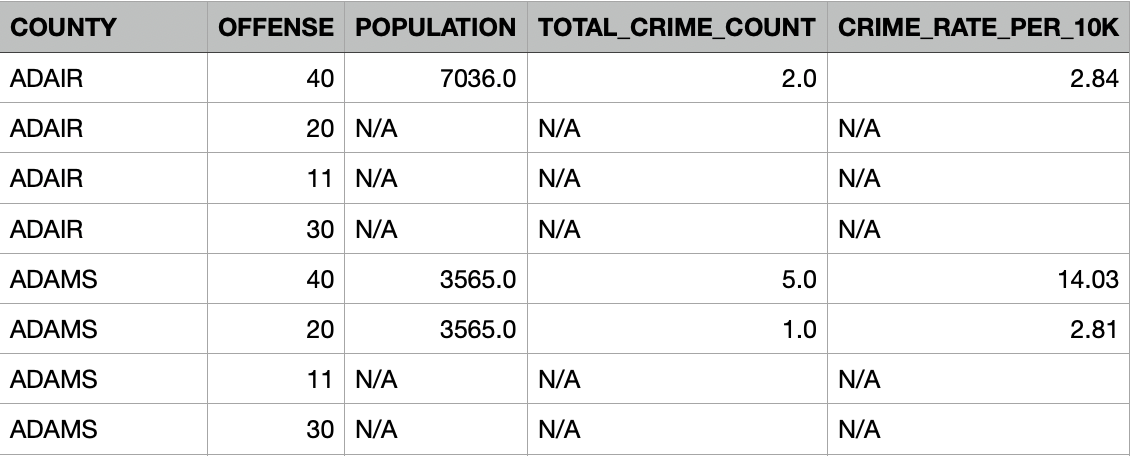 COUNTY OFFENSE POPULATION TOTAL_CRIME_COUNT CRIME_RATE_PER_10K
ADAIR 40 7036.0 2.0 2.84
ADAIR 20 N/A N/A N/A
ADAIR 11 N/A N/A N/A
ADAIR 30 N/A N/A N/A
ADAMS 40 3565.0 5.0 14.03
ADAMS 20 3565.0 1.0 2.81
ADAMS 11 N/A N/A N/A
ADAMS 30 N/A N/A N/A